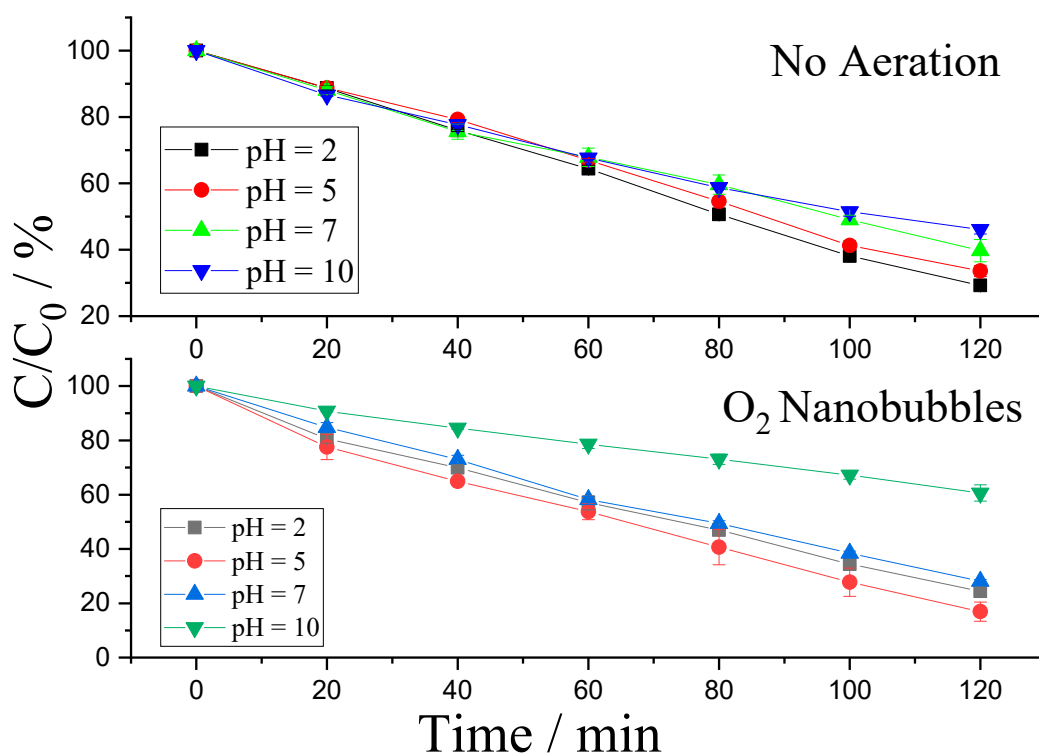 C/C₀ / %
No Aeration
100
80
60
40
20
pH = 2
pH = 5
pH = 7
pH = 10
0 20 40 60 80 100 120
O₂ Nanobubbles
100
80
60
40
20
0
pH = 2
pH = 5
pH = 7
pH = 10
0 20 40 60 80 100 120
Time / min